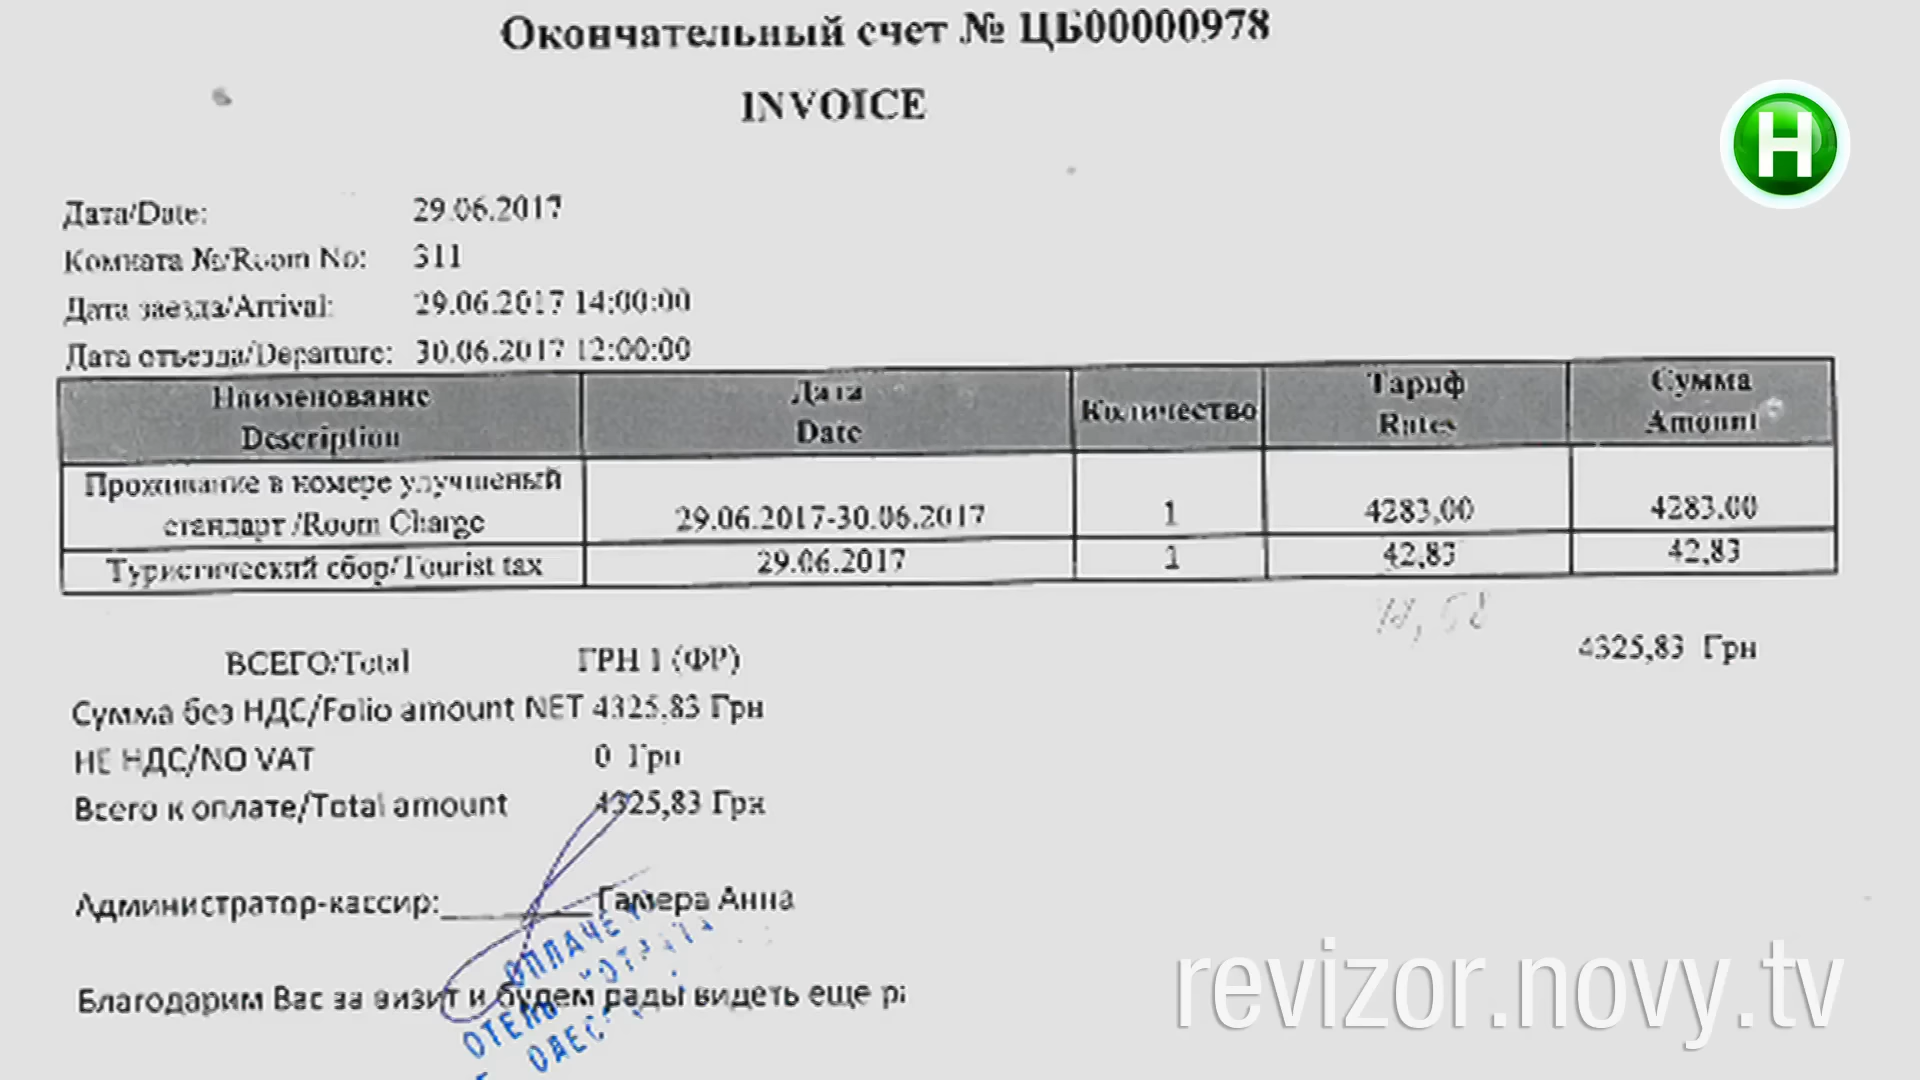 Окончательный счет № ЦБ00000978
INVOICE
Н
Дата/Date: 29.06.2017
Комната №/Room No: 311
Дата заезда/Arrival: 29.06.2017 14:00:00
Дата отъезда/Departure: 30.06.2017 12:00:00
Наименование Дата Количество Тариф Сумма
Description Date Rates Amount
Проживание в номере улучшеный
стандарт /Room Charge 29.06.2017-30.06.2017 1 4283,00 4283,00
Туристический сбор/Tourist tax 29.06.2017 1 42,83 42,83
ВСЕГО/Total ГРН 1 (ФР) 4325,83 Грн
Сумма без НДС/Folio amount NET 4325,83 Грн
НЕ НДС/NO VAT 0 Грн
Всего к оплате/Total amount 4325,83 Грн
Администратор-кассир: Гамера Анна
Благодарим Вас за визит и будем рады видеть еще
ОТЕЛЬ
revizor.novy.tv